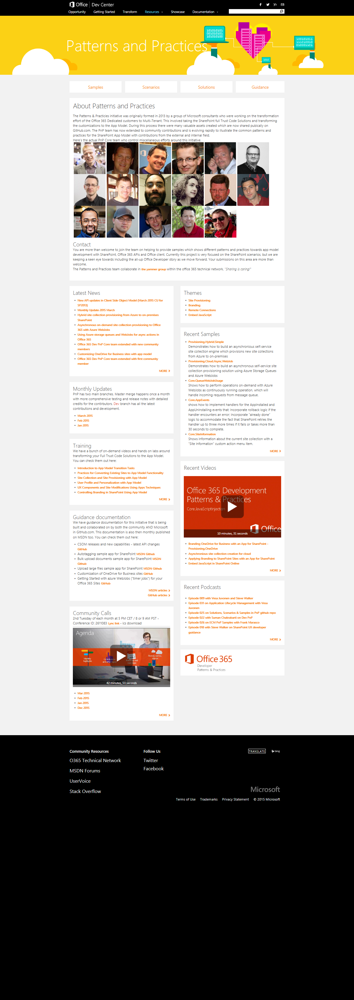 Office | Dev Center
Opportunity Getting Started Transform Resources Showcase Documentation
Patterns and Practices
101010101
001010101
101010100
100101011
111010010
010001101
1010
Samples Scenarios Solutions Guidance
About Patterns and Practices
The Patterns & Practicies initiative was originally formed in 2013 by a group of Microsoft consultants who were working on the transformation
effort of the Office 365 Dedicated customers to Multi-Tenant. This involved taking the SharePoint full Trust Code Solutions and transforming
the customizations to the App Model. During this process there were many valuable assets created which are now shared pubically on
GitHub.com. The PnP team has now extended to community contributions and is evolving rapidly to illustrate the common patterns and
practices for the SharePoint App Model with contributions from the external and internal field.
Here's the actual PnP Core team who control miscellaneous efforts around this initiative.
Contact
You are more than welcome to join the team on helping to provide samples which shows different patterns and practices towards app model
development with SharePoint, Office 365 APIs and Office client. Currently this project is very focused on the SharePoint scenarios, but we are
keeping a keen eye towards including the all-up Office Developer story as we move forward. Your submissions on this area are more than
welcome.
The Patterns and Practices team collaborate in the yammer group within the office 365 technical network. "Sharing is caring!"
Latest News
• New API updates in Client Side Object Model (March 2015 CU for
SP2013)
• Monthly Update 2015 March
• Hybrid site collection provisioning from Azure to on-premises
SharePoint
• Asynchronous on-demand site collection provisioning to Office
365 with Azure WebJobs
• Using Azure storage queues and WebJobs for async actions in
Office 365
• Office 365 Dev PnP Core team extended with new community
members
• Customizing OneDrive for Business sites with app model
• Office 365 Dev PnP Core team extended with first community
member
MORE
Monthly Updates
PnP has two main branches. Master merge happens once a month
with more comprehensive testing and release notes with detailed
credits for the contirbutors. Dev branch has all the latest
contributions and development.
• March 2015
• Feb 2015
• Jan 2015
Training
We have a bunch of on-demand videos and hands on labs around
transforming your Full Trust Code Solutions to the App Model.
You can check them out here:
• Introduction to App Model Transition Tasks
• Practices for Converting Existing Sites to App Model Functionality
• Site Collection and Site Provisioning with App Model
• User Profile and Personalization with App Model
• UX Components and Site Modifications Using Apps Techniques
• Controlling Branding in SharePoint Using App Model
MORE
Guidance documentation
We have guidance documentation for this initiative that is being
built and collaborated on by both the community AND Microsoft
in GitHub.com. This documentation is also then monthly published
on MSDN too. You can check them out here:
• CSOM releases and new capabilities - latest API changes
GitHub
• Autotagging sample app for SharePoint MSDN Github
• Bulk upload documents sample app for SharePoint MSDN
Github
• Upload large files sample app for SharePoint MSDN Github
• Customization of OneDrive for Business sites GitHub
• Getting Started with azure WebJobs ("timer jobs") for your
Office 365 Sites GitHub
MSDN articles
GitHub articles
Community Calls
2nd Tuesday of each month at 5 PM CET / 8 or 9 AM PST -
Conference ID: 2611083 Lync link - ics download
Agenda
Monthly
highlights
JUN 1
Demos, demos,
demos
42 minutes, 53 seconds
• Mar 2015
• Feb 2015
• Jan 2015
• Dec 2015
MORE
Themes
• Site Provisioning
• Branding
• Remote Connections
• Embed JavaScript
Recent Samples
• Provisioning.Hybrid.Simple
Demonstrates how to build an asynchronious self-service
site collection engine which provisions new site collections
from Azure to on-premises
• Provisioning.Cloud.Async.WebJob
Demonstrates how to build an asynchronous self-service site
collection provisioning solution using Azure Storage Queues
and Azure WebJobs
• Core.QueueWebJobUsage
Shows how to perform operations on-demand with Azure
WebJobs as continuously running operation, which will
handle incoming requests from message queue.
• Core.AppEvents
shows how to implement handlers for the AppInstalled and
AppUninstalling events that: Incorporate rollback logic if the
handler encounters an error; Incorporate "already done"
logic to accommodate the fact that SharePoint retries the
handler up to three more times if it fails or takes more than
30 seconds to complete.
• Core.SiteInformation
Shows information about the current site collection with a
"Site Information" custom action menu item.
MORE
Recent Videos
Office 365 Development
Patterns & Practices
Core.JavaScriptInjection
Office
10 minutes, 31 seconds
• Branding OneDrive for Business with an App for SharePoint -
Provisioning.OneDrive
• Asynchronious site collection creation for cloud
• Applying Branding to SharePoint Sites with an App for SharePoint
• Embed JavaScript in SharePoint Online
MORE
Recent Podcasts
• Episode 009 with Vesa Juvonen and Steve Walker
• Episode 031 on Application Lifecycle Management with Vesa
Juvonen
• Episode 025 on Solutions, Scenarios & Samples in PnP github repo
• Episode 022 with Suman Chakrabarti on Dev PnP
• Episode 026 on ECM PnP Samples with Frank Marasco
• Episode 018 with Steve Walker on SharePoint UX developer
guidance
MORE
Office 365
Developer
Patterns & Practices
Community Resources
O365 Technical Network
MSDN Forums
UserVoice
Stack Overflow
Follow Us
Twitter
Facebook
TRANSLATE bing
Microsoft
Terms of Use Trademarks Privacy Statement © 2015 Microsoft